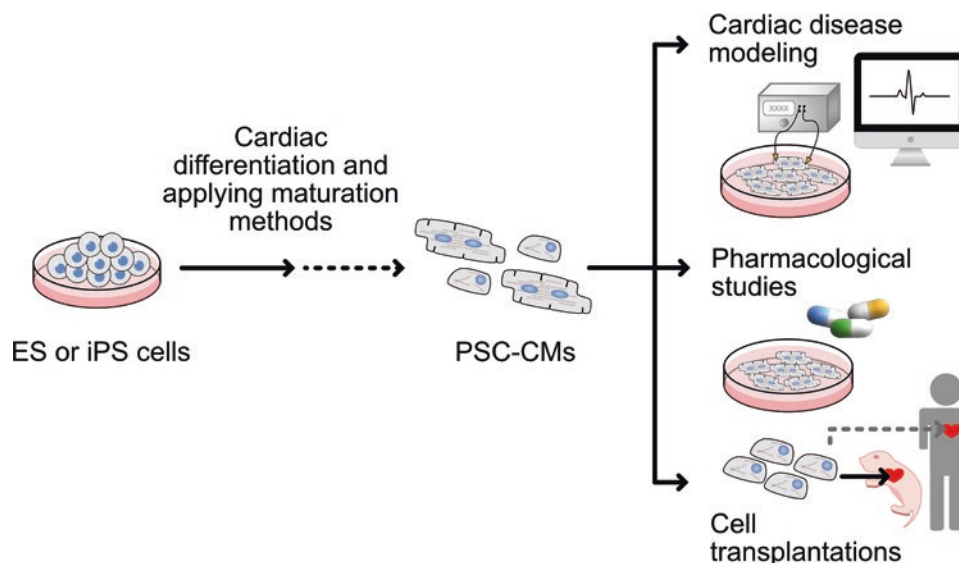 Cardiac disease
modeling
XXXX
Cardiac
differentiation and
applying maturation
methods
ES or iPS cells
PSC-CMs
Pharmacological
studies
Cell
transplantations